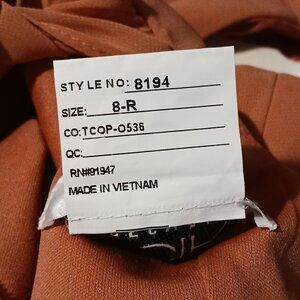 STYLE NO: 8194
SIZE: 8-R
CO:TCOP-O536
QC:
RN#91947
MADE IN VIETNAM